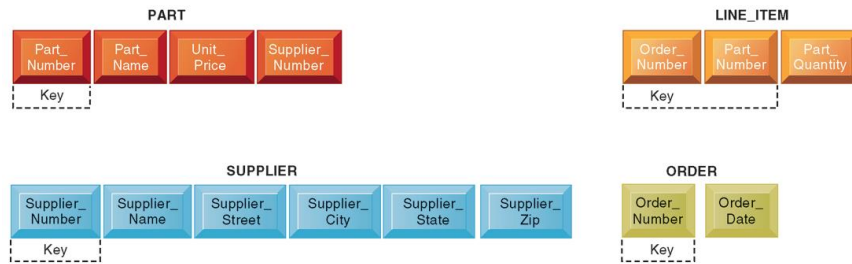 PART
Part_
Number
Part_
Name
Unit_
Price
Supplier_
Number
Key
LINE_ITEM
Order_
Number
Part_
Number
Part_
Quantity
Key
SUPPLIER
Supplier_
Number
Supplier_
Name
Supplier_
Street
Supplier_
City
Supplier_
State
Supplier_
Zip
Key
ORDER
Order_
Number
Order_
Date
Key